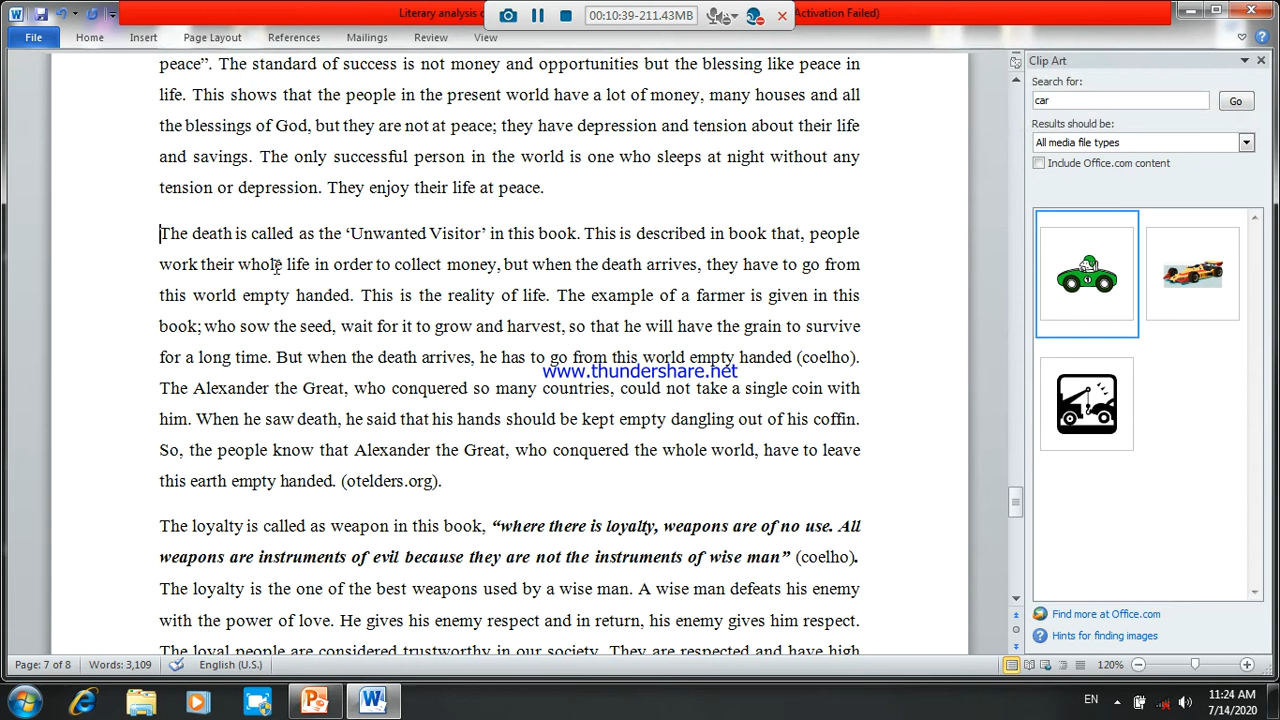 Literary analysis o
00:10:39-211.43MB
Activation Failed)
File Home Insert Page Layout References Mailings Review View
peace”. The standard of success is not money and opportunities but the blessing like peace in
life. This shows that the people in the present world have a lot of money, many houses and all
the blessings of God, but they are not at peace; they have depression and tension about their life
and savings. The only successful person in the world is one who sleeps at night without any
tension or depression. They enjoy their life at peace.
The death is called as the ‘Unwanted Visitor’ in this book. This is described in book that, people
work their whole life in order to collect money, but when the death arrives, they have to go from
this world empty handed. This is the reality of life. The example of a farmer is given in this
book; who sow the seed, wait for it to grow and harvest, so that he will have the grain to survive
for a long time. But when the death arrives, he has to go from this world empty handed (coelho).
www.thundershare.net
The Alexander the Great, who conquered so many countries, could not take a single coin with
him. When he saw death, he said that his hands should be kept empty dangling out of his coffin.
So, the people know that Alexander the Great, who conquered the whole world, have to leave
this earth empty handed. (otelders.org).
The loyalty is called as weapon in this book, “where there is loyalty, weapons are of no use. All
weapons are instruments of evil because they are not the instruments of wise man” (coelho).
The loyalty is the one of the best weapons used by a wise man. A wise man defeats his enemy
with the power of love. He gives his enemy respect and in return, his enemy gives him respect.
The loyal people are considered trustworthy in our society. They are respected and have high
Clip Art
Search for:
car
Go
Results should be:
All media file types
Include Office.com content
1
Find more at Office.com
Hints for finding images
Page: 7 of 8 Words: 3,109 English (U.S.) 120%
EN
11:24 AM
7/14/2020